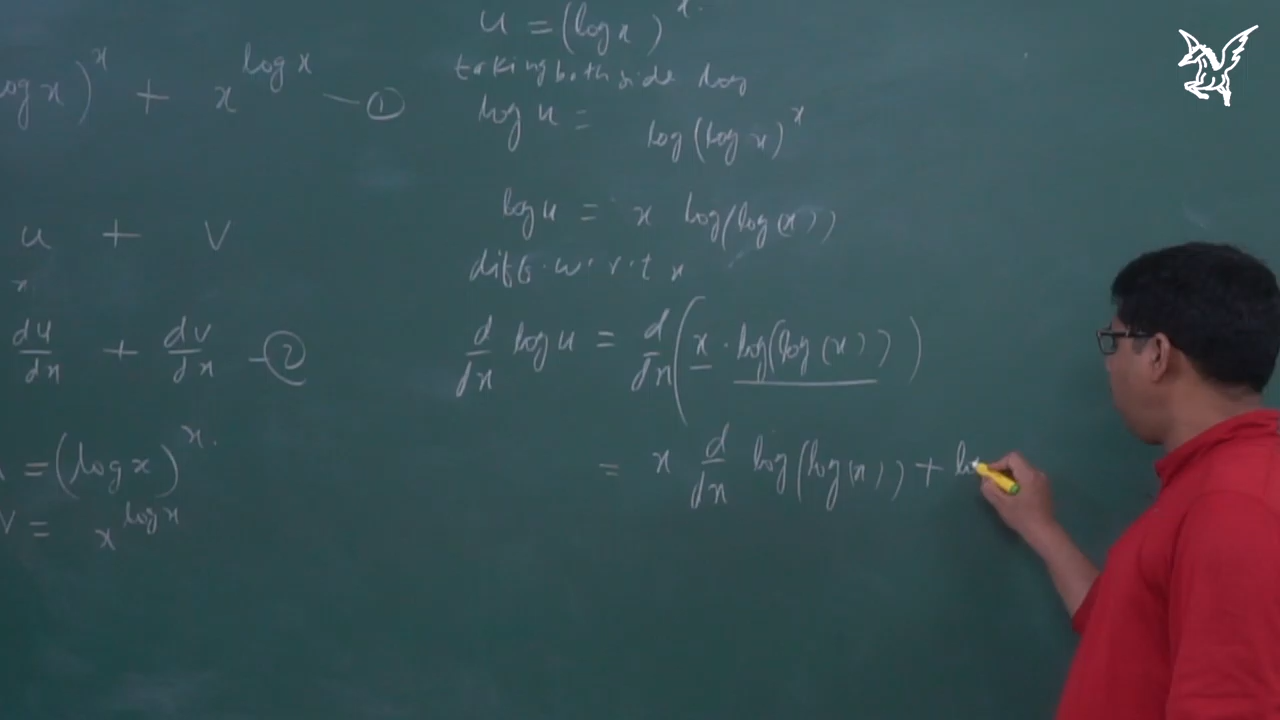 log x)^x + x^{log x} — ①
u + v
x
du/dx + dv/dx — ②
= (log x)^x.
v = x^{log x}
u = (log x)^x.
taking both side log
log u = log (log x)^x
log u = x log(log(x))
diff. w.r.t x
d/dx log u = d/dx (x . log(log(x)))
= x d/dx log(log(x)) + lo